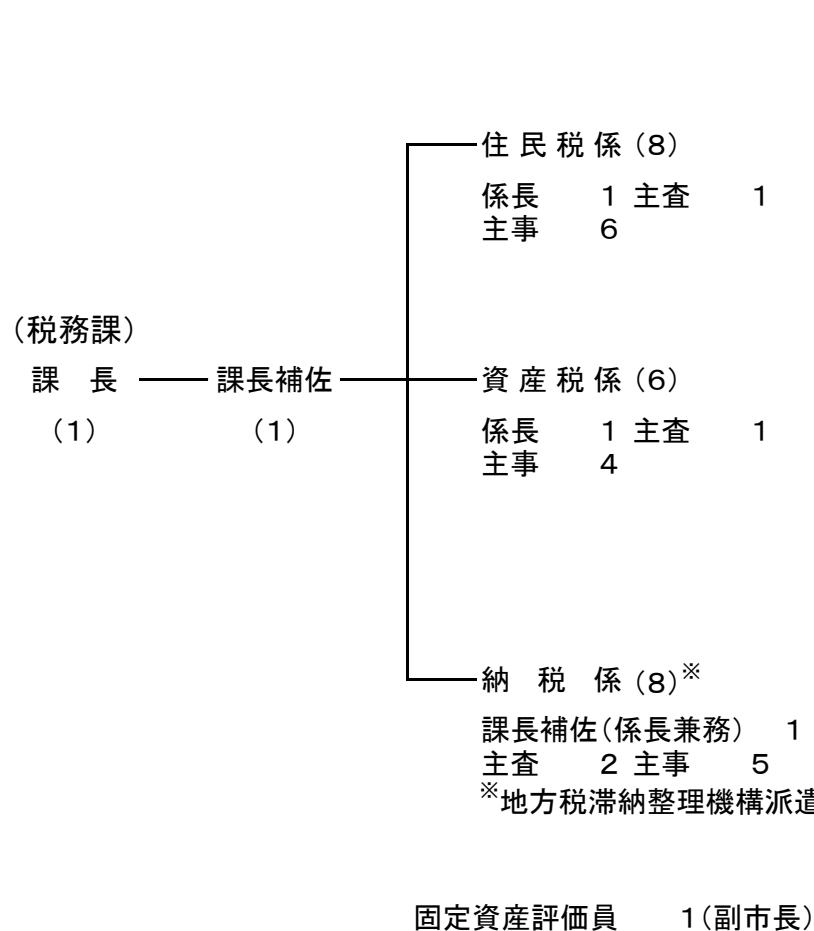 住民税係（8）
係長　1　主査　1
主事　6
（税務課）
課　長　課長補佐　資産税係（6）
（1）　（1）　係長　1　主査　1
主事　4
納　税　係（8）※
課長補佐（係長兼務）　1
主査　2　主事　5
※地方税滞納整理機構派遣
固定資産評価員　1（副市長）